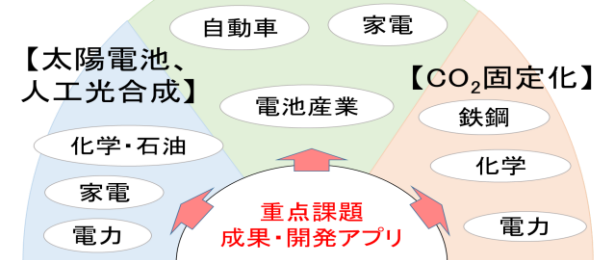 自動車
家電
【太陽電池、
人工光合成】
【CO₂固定化】
電池産業
鉄鋼
化学・石油
化学
家電
電力
電力
重点課題
成果・開発アプリ